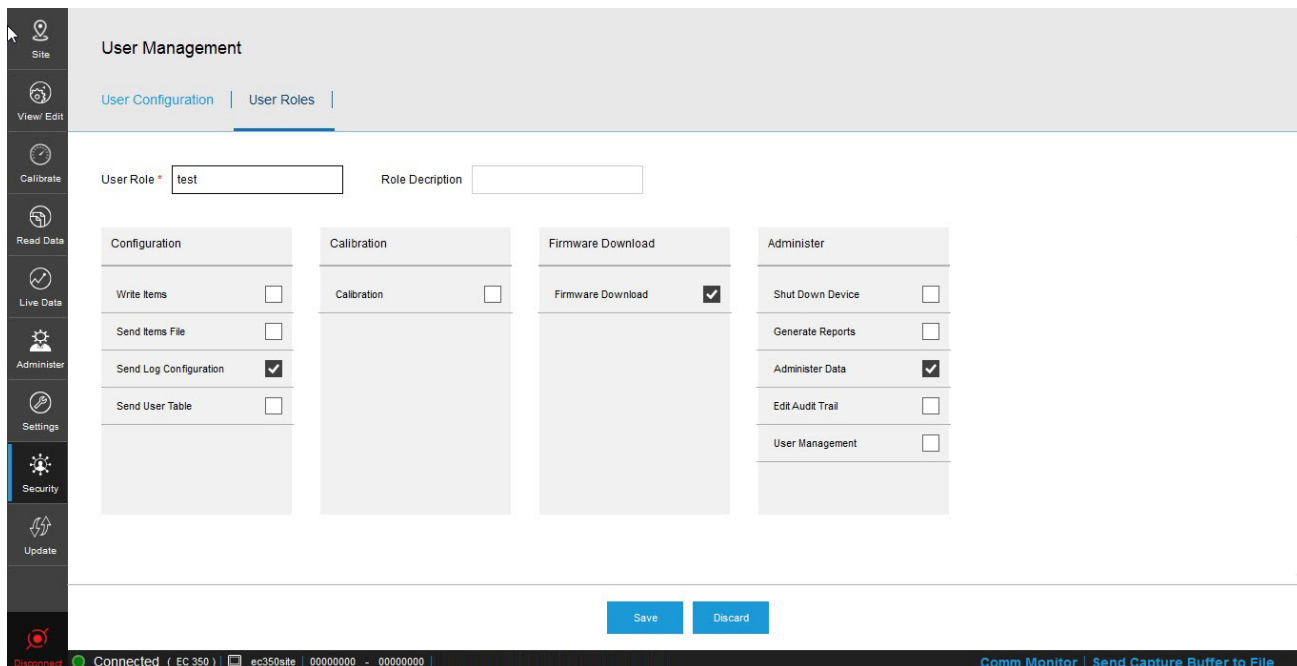 Site
View/ Edit
Calibrate
Read Data
Live Data
Administer
Settings
Security
Update
Disconnect
User Management
User Configuration | User Roles |
User Role * test Role Decription
Configuration
Write Items
Send Items File
Send Log Configuration
Send User Table
Calibration
Calibration
Firmware Download
Firmware Download
Administer
Shut Down Device
Generate Reports
Administer Data
Edit Audit Trail
User Management
Save Discard
Connected ( EC 350 ) | ec350site | 00000000 - 00000000 | Comm Monitor | Send Capture Buffer to File